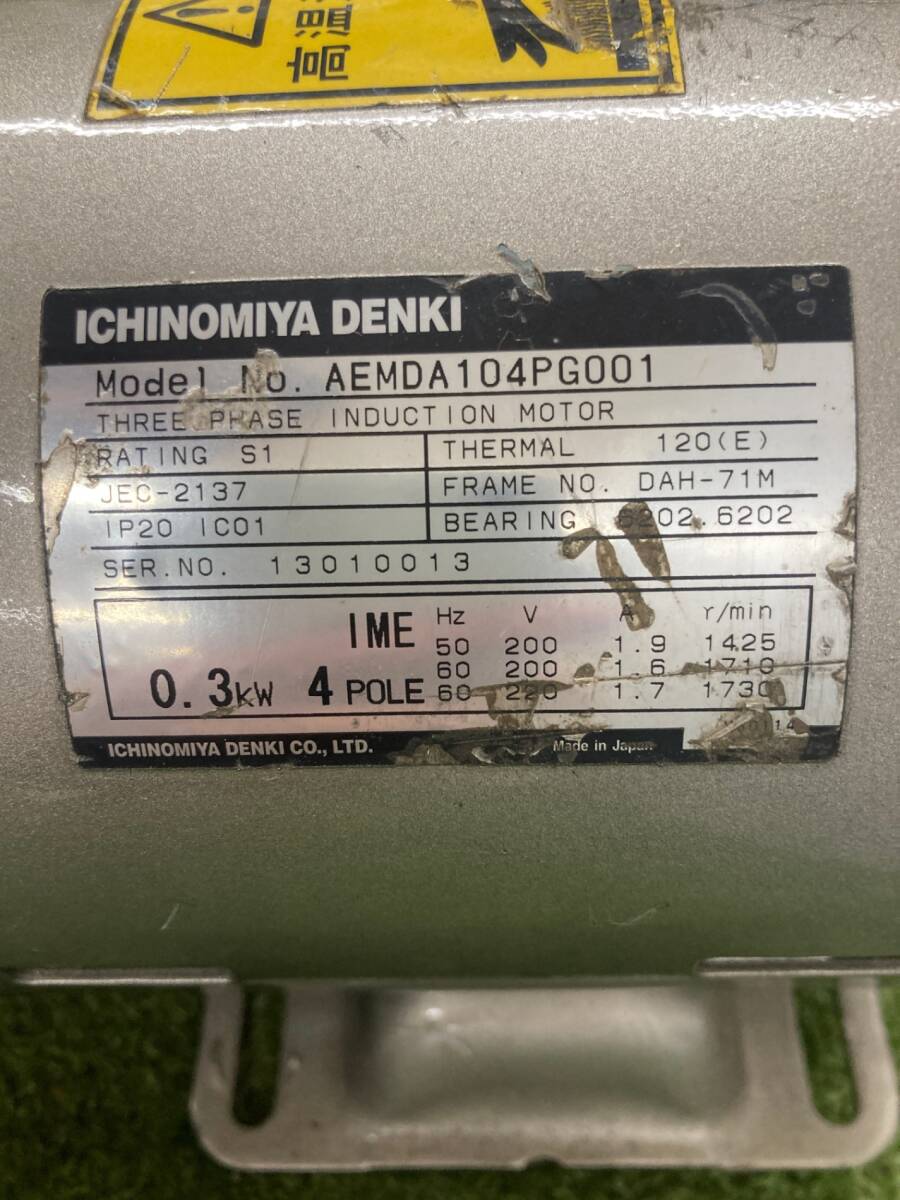 高温
ICHINOMIYA DENKI
Model No. AEMDA104PG001
THREE PHASE INDUCTION MOTOR
RATING S1
THERMAL 120(E)
JEC-2137
FRAME NO. DAH-71M
IP20 IC01
BEARING 6202.6202
SER.NO. 13010013
Hz V A r/min
IME
50 200 1.9 1425
60 200 1.6 1710
0.3kW 4 POLE
60 220 1.7 1730
ICHINOMIYA DENKI CO., LTD.
Made in Japan